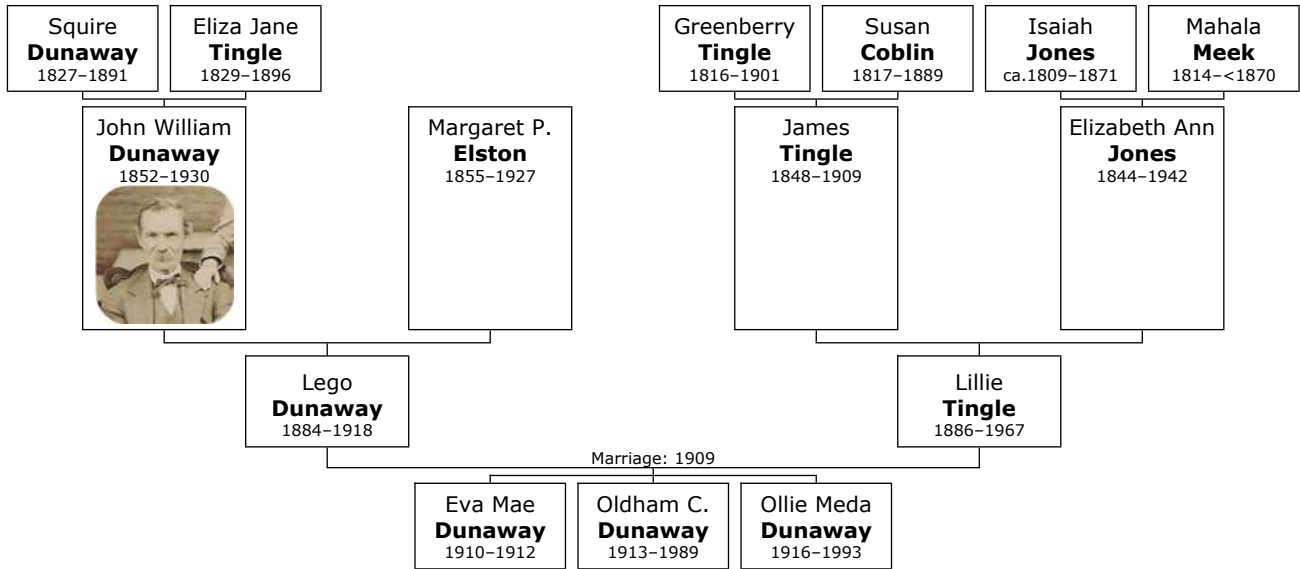 Squire
Dunaway
1827–1891
Eliza Jane
Tingle
1829–1896
Greenberry
Tingle
1816–1901
Susan
Coblin
1817–1889
Isaiah
Jones
ca.1809–1871
Mahala
Meek
1814–<1870
John William
Dunaway
1852–1930
Margaret P.
Elston
1855–1927
James
Tingle
1848–1909
Elizabeth Ann
Jones
1844–1942
Lego
Dunaway
1884–1918
Lillie
Tingle
1886–1967
Marriage: 1909
Eva Mae
Dunaway
1910–1912
Oldham C.
Dunaway
1913–1989
Ollie Meda
Dunaway
1916–1993